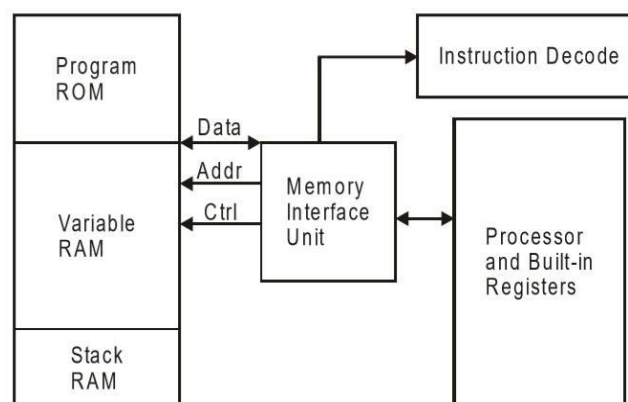 Program
ROM
Instruction Decode
Data
Addr
Ctrl
Memory
Interface
Unit
Variable
RAM
Processor
and Built-in
Registers
Stack
RAM